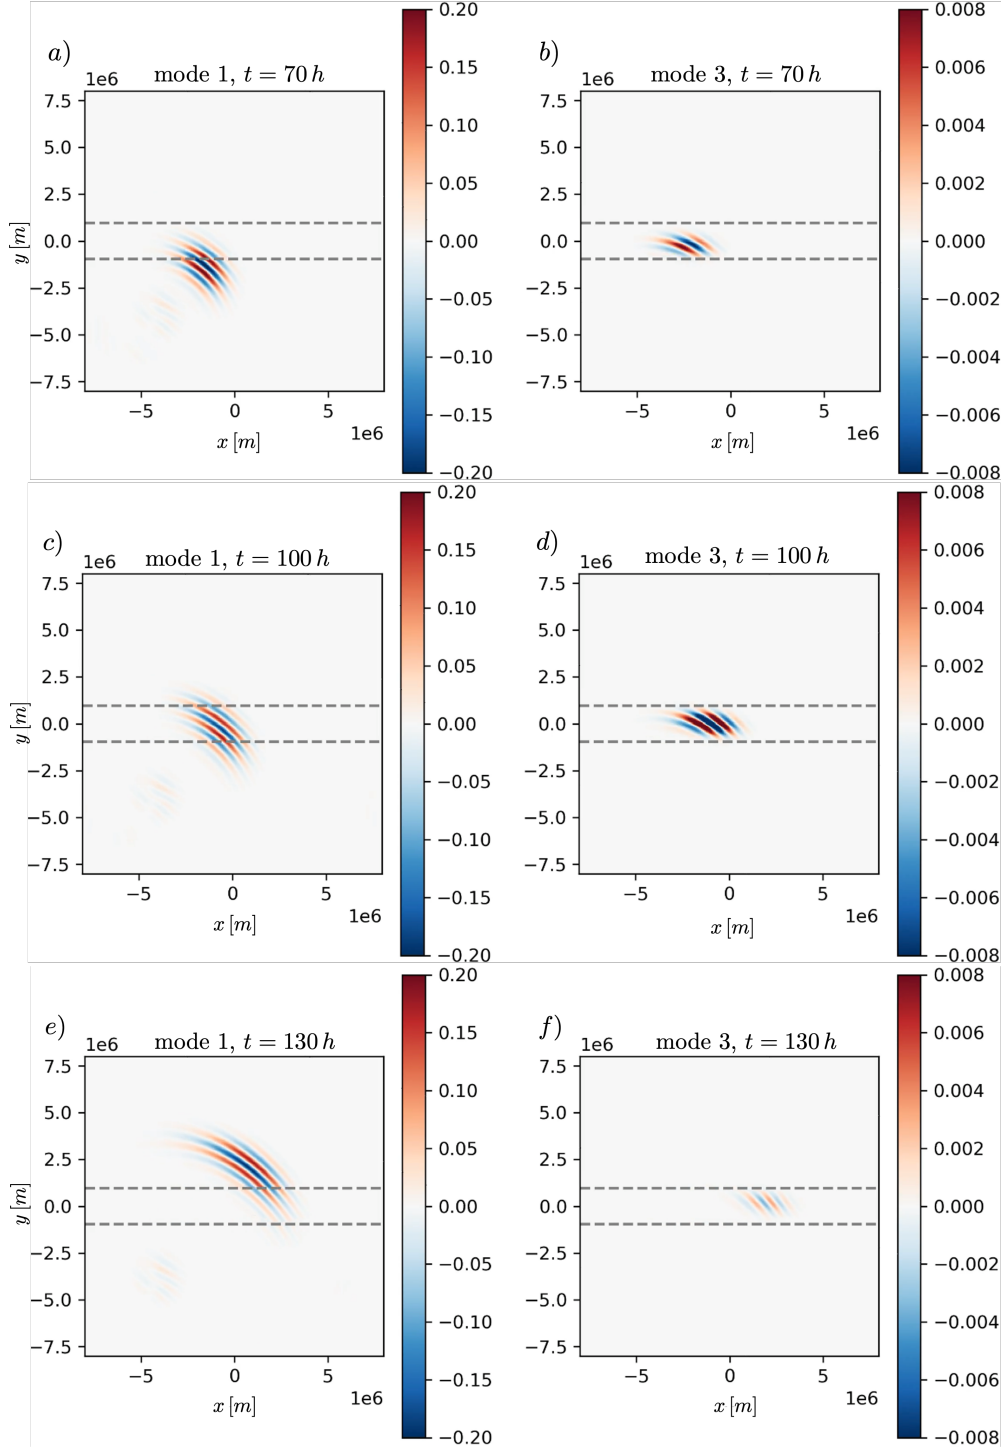 a)
mode 1, t = 70 h
1e6
7.5
5.0
2.5
0.0
−2.5
−5.0
−7.5
y [m]
−5 0 5
1e6
x [m]
0.20
0.15
0.10
0.05
0.00
−0.05
−0.10
−0.15
−0.20
b)
mode 3, t = 70 h
1e6
7.5
5.0
2.5
0.0
−2.5
−5.0
−7.5
−5 0 5
1e6
x [m]
0.008
0.006
0.004
0.002
0.000
−0.002
−0.004
−0.006
−0.008
c)
mode 1, t = 100 h
1e6
7.5
5.0
2.5
0.0
−2.5
−5.0
−7.5
y [m]
−5 0 5
1e6
x [m]
0.20
0.15
0.10
0.05
0.00
−0.05
−0.10
−0.15
−0.20
d)
mode 3, t = 100 h
1e6
7.5
5.0
2.5
0.0
−2.5
−5.0
−7.5
−5 0 5
1e6
x [m]
0.008
0.006
0.004
0.002
0.000
−0.002
−0.004
−0.006
−0.008
e)
mode 1, t = 130 h
1e6
7.5
5.0
2.5
0.0
−2.5
−5.0
−7.5
y [m]
−5 0 5
1e6
x [m]
0.20
0.15
0.10
0.05
0.00
−0.05
−0.10
−0.15
−0.20
f)
mode 3, t = 130 h
1e6
7.5
5.0
2.5
0.0
−2.5
−5.0
−7.5
−5 0 5
1e6
x [m]
0.008
0.006
0.004
0.002
0.000
−0.002
−0.004
−0.006
−0.008